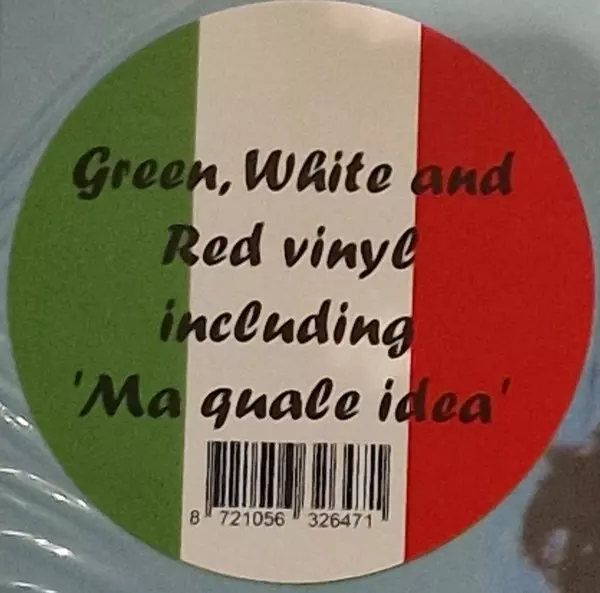 Green, White and
Red vinyl
including
'Ma quale idea'
8 721056 326471